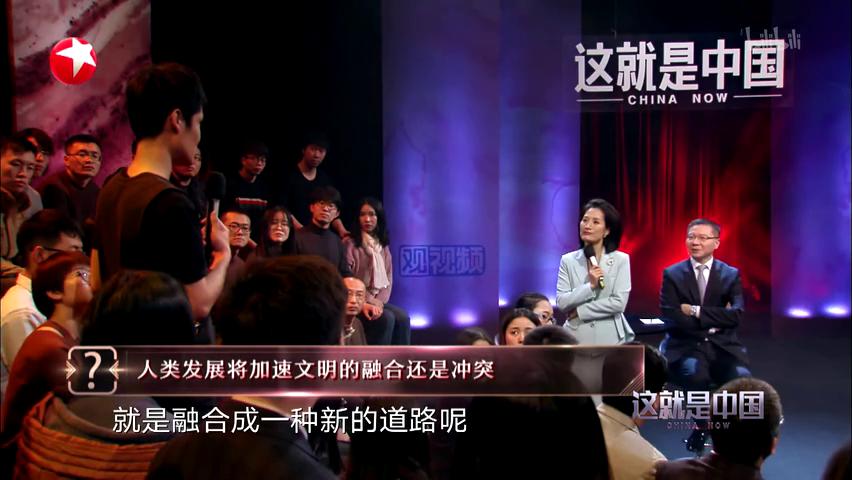 bilibili
这就是中国
CHINA NOW
观视频
?
人类发展将加速文明的融合还是冲突
这就是中国
CHINA NOW
就是融合成一种新的道路呢